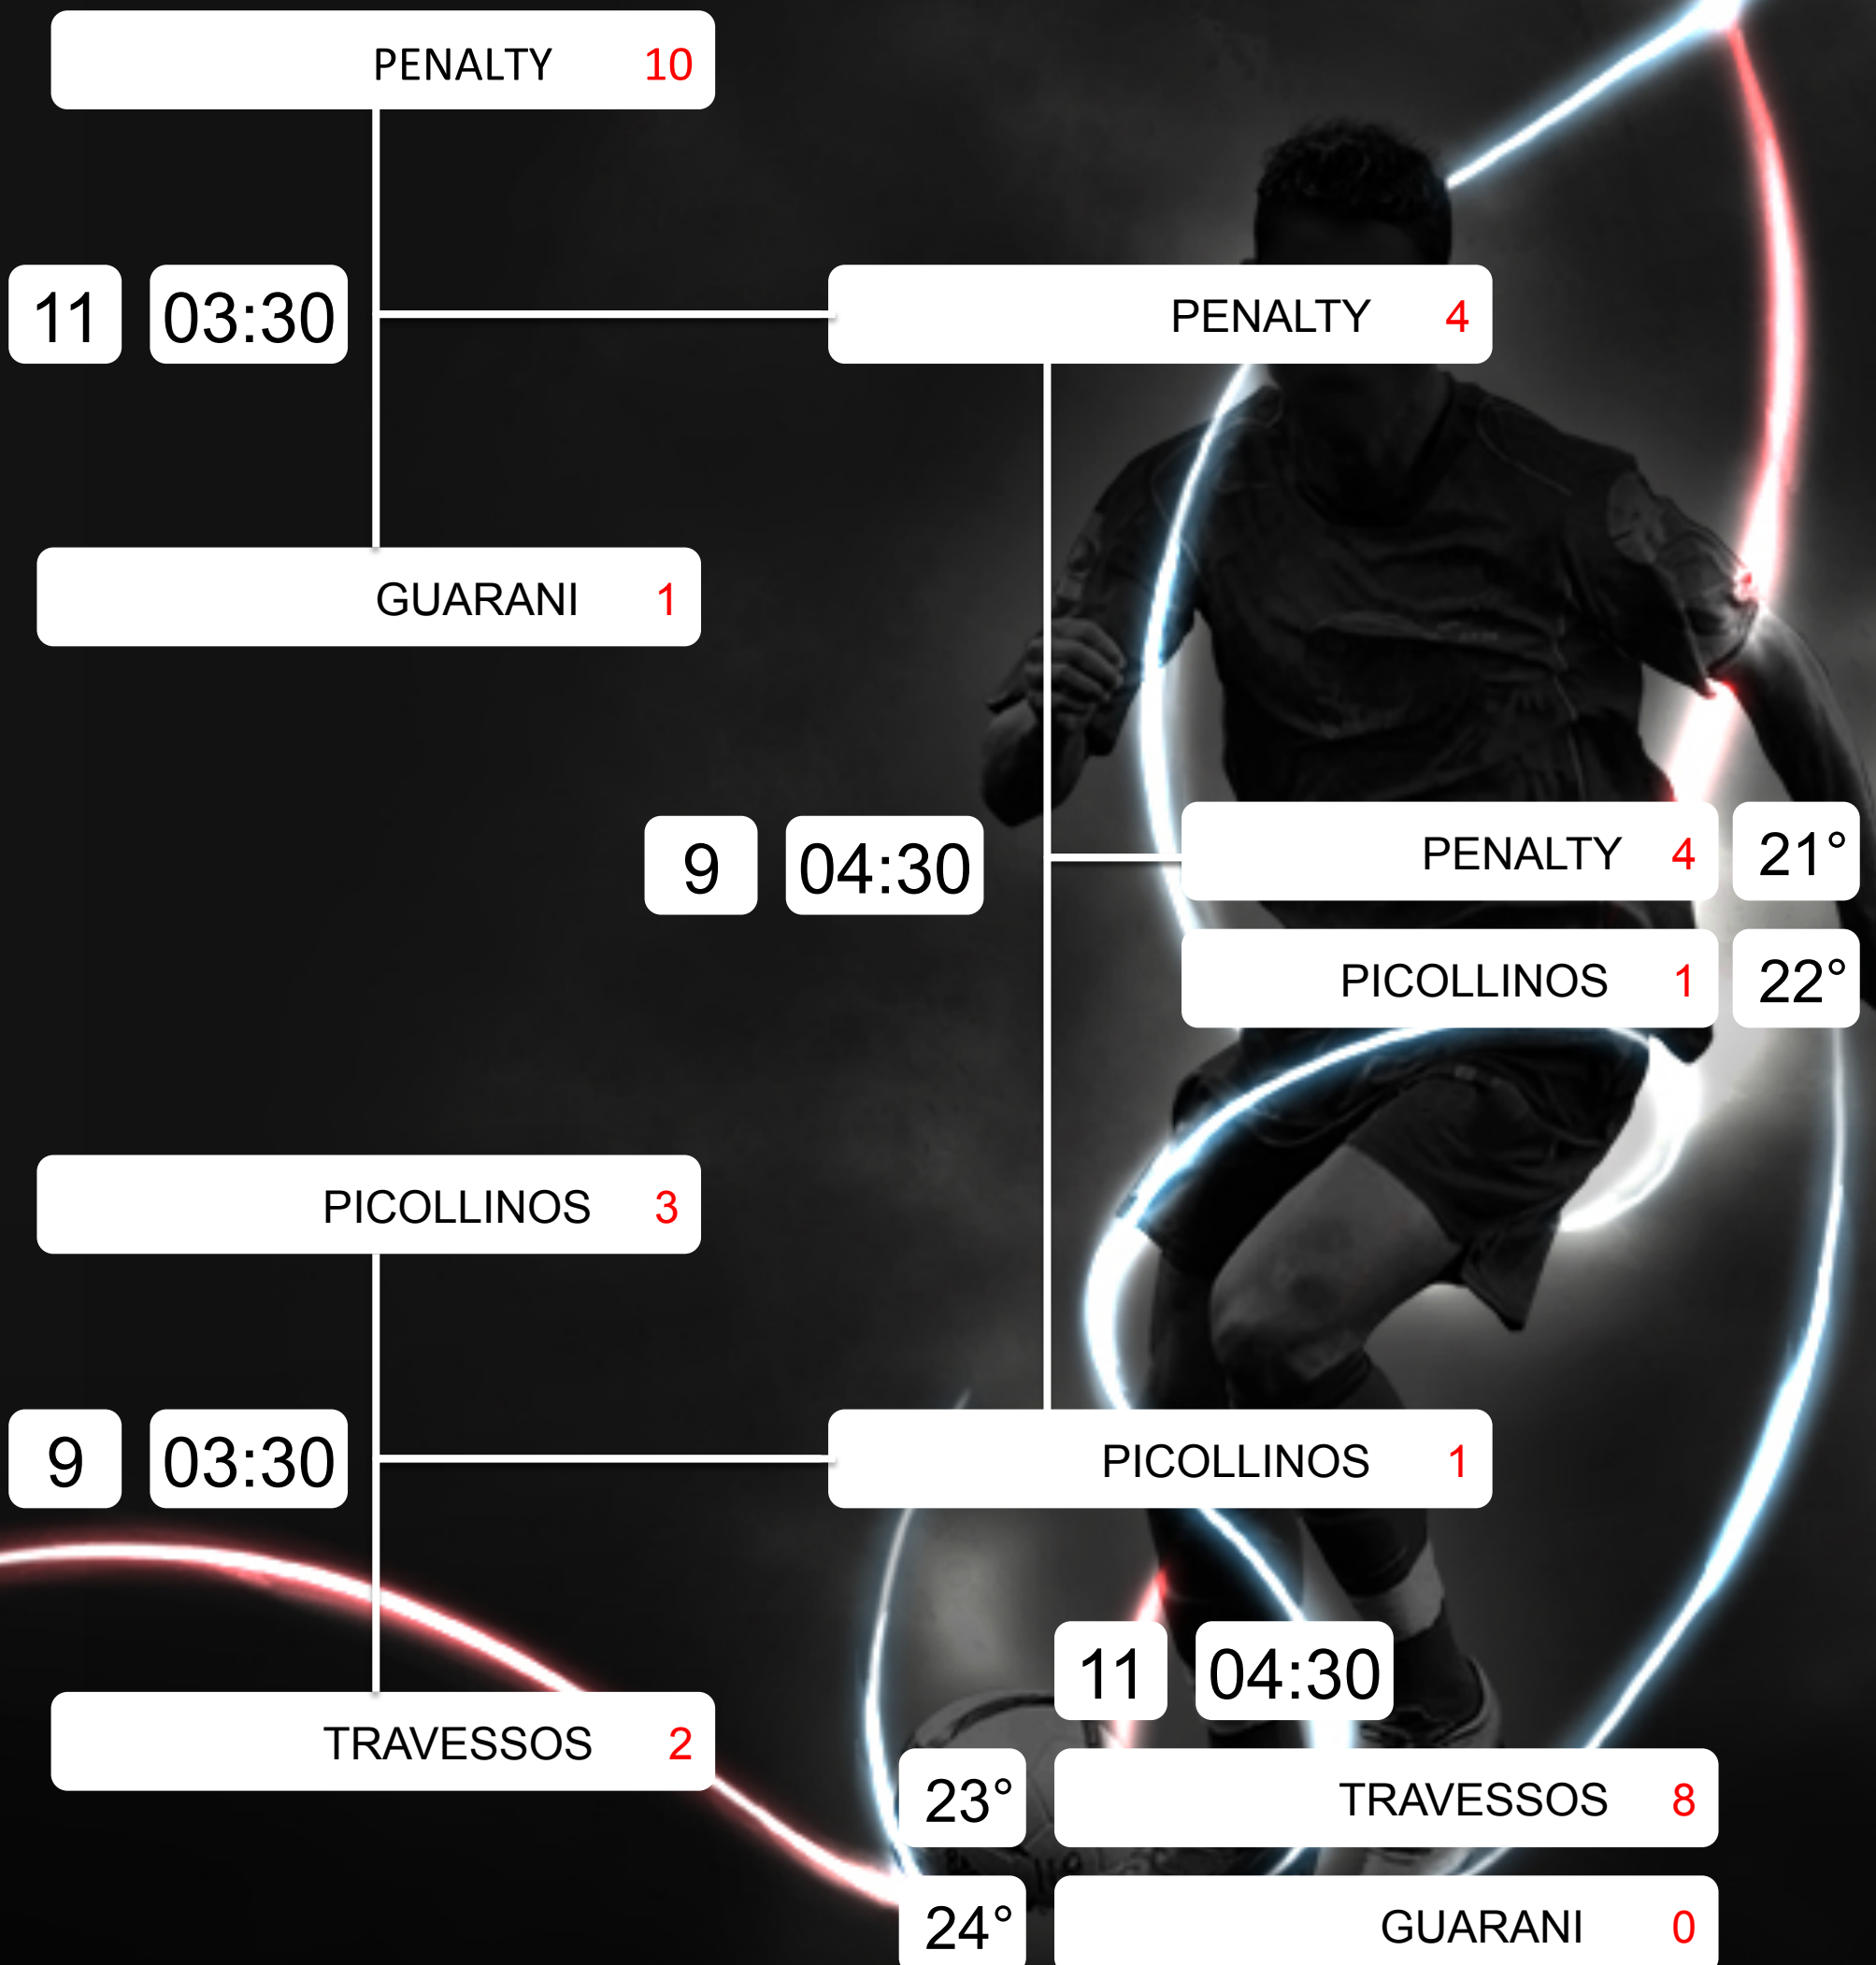 PENALTY 10
11 03:30
PENALTY 4
GUARANI 1
9 04:30
PENALTY 4 21°
PICOLLINOS 1 22°
PICOLLINOS 3
9 03:30
PICOLLINOS 1
11 04:30
TRAVESSOS 2
23° TRAVESSOS 8
24° GUARANI 0